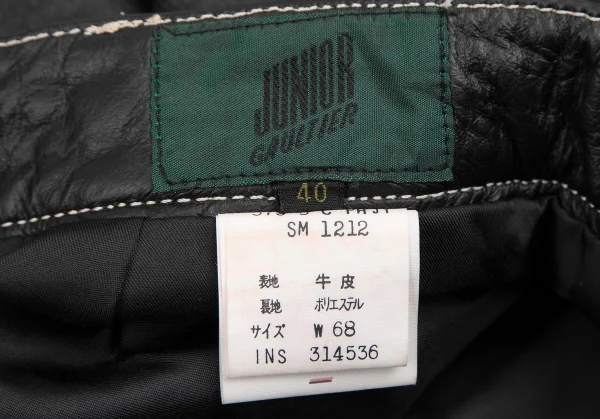 JUNIOR
GAULTIER
40
SM 1212
表地 牛皮
裏地 ポリエステル
サイズ W 68
INS 314536